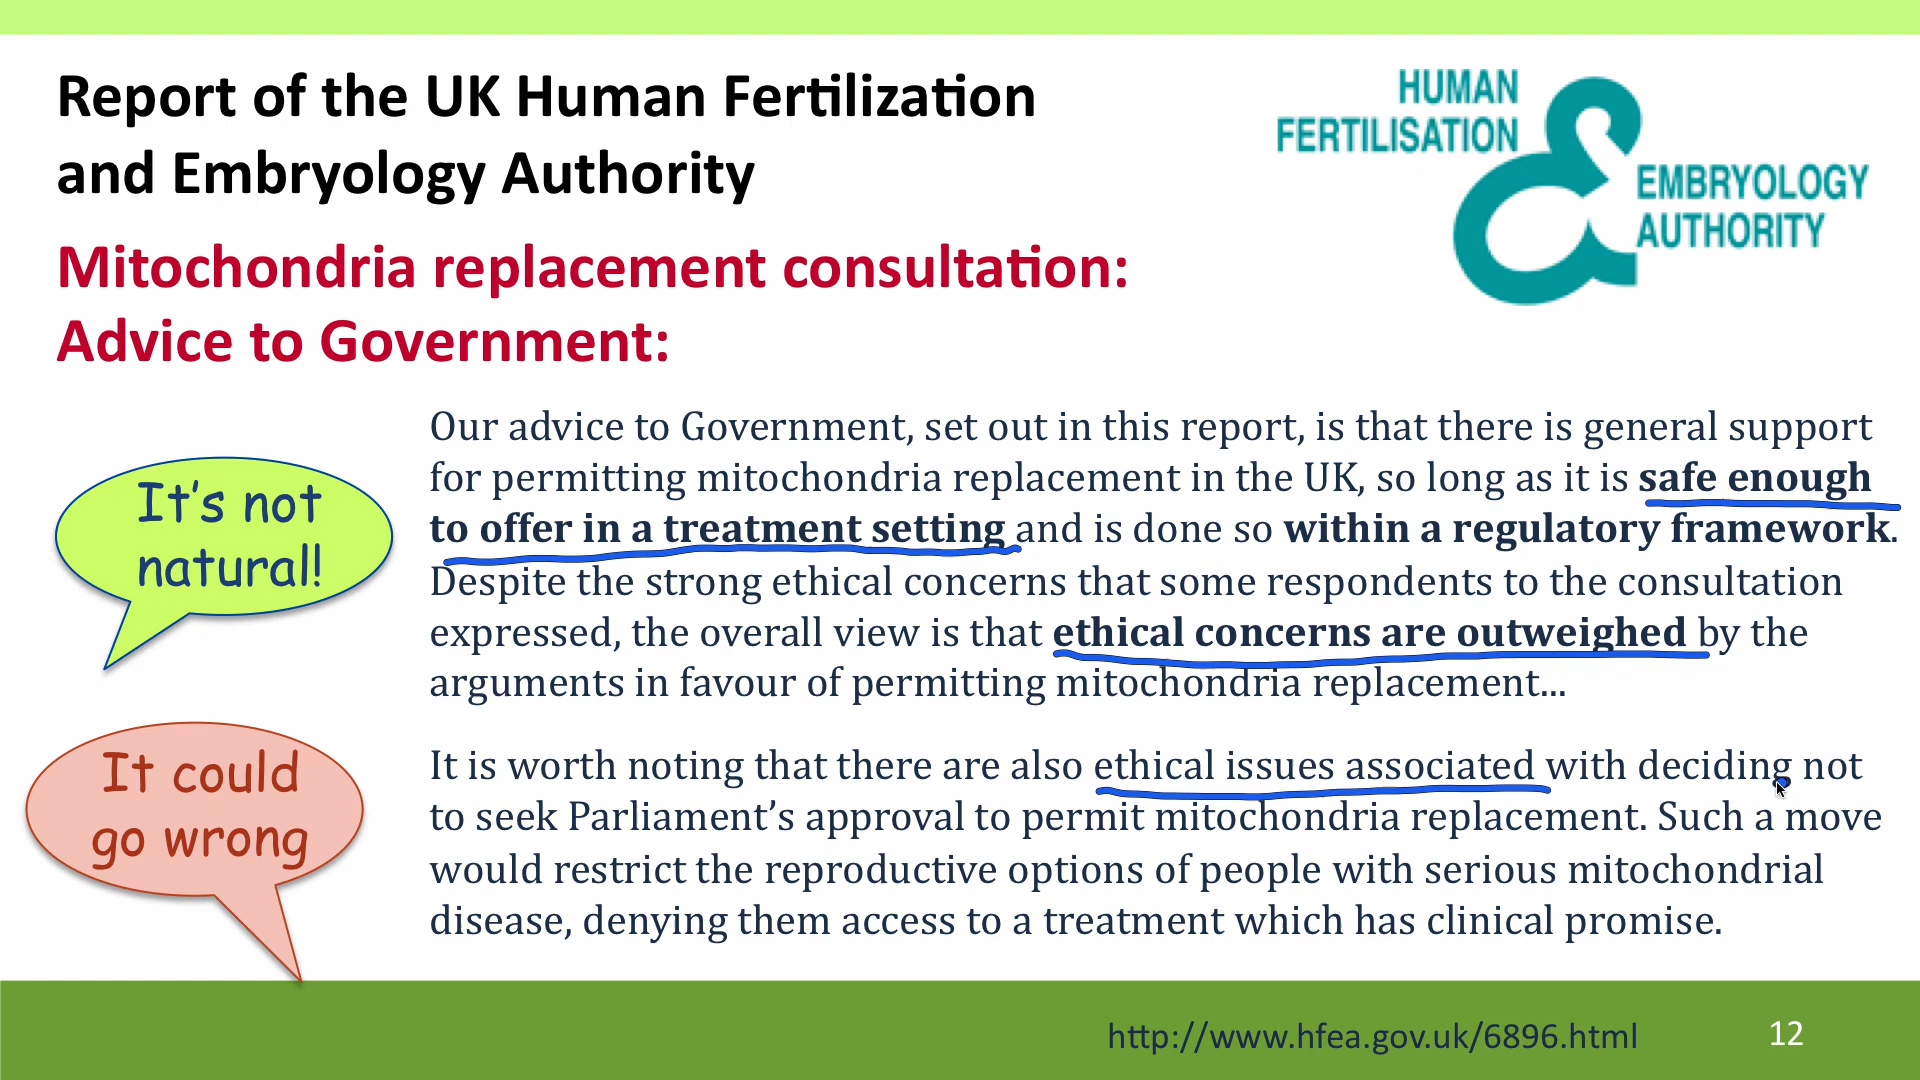 Report of the UK Human Fertilization
and Embryology Authority
HUMAN
FERTILISATION
&
EMBRYOLOGY
AUTHORITY
Mitochondria replacement consultation:
Advice to Government:
It’s not
natural!
Our advice to Government, set out in this report, is that there is general support
for permitting mitochondria replacement in the UK, so long as it is safe enough
to offer in a treatment setting and is done so within a regulatory framework.
Despite the strong ethical concerns that some respondents to the consultation
expressed, the overall view is that ethical concerns are outweighed by the
arguments in favour of permitting mitochondria replacement...
It could
go wrong
It is worth noting that there are also ethical issues associated with deciding not
to seek Parliament’s approval to permit mitochondria replacement. Such a move
would restrict the reproductive options of people with serious mitochondrial
disease, denying them access to a treatment which has clinical promise.
http://www.hfea.gov.uk/6896.html
12